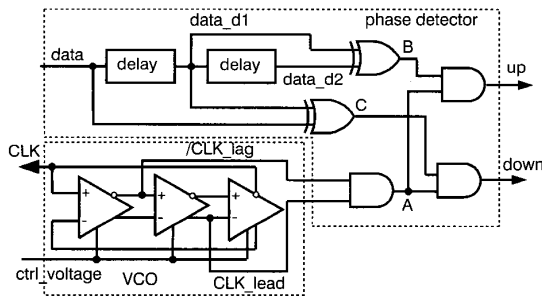 phase detector
data_d1
B
data
delay
delay
up
data_d2
C
CLK
/CLK_lag
down
+
-
+
-
+
-
A
ctrl_voltage
VCO
CLK_lead